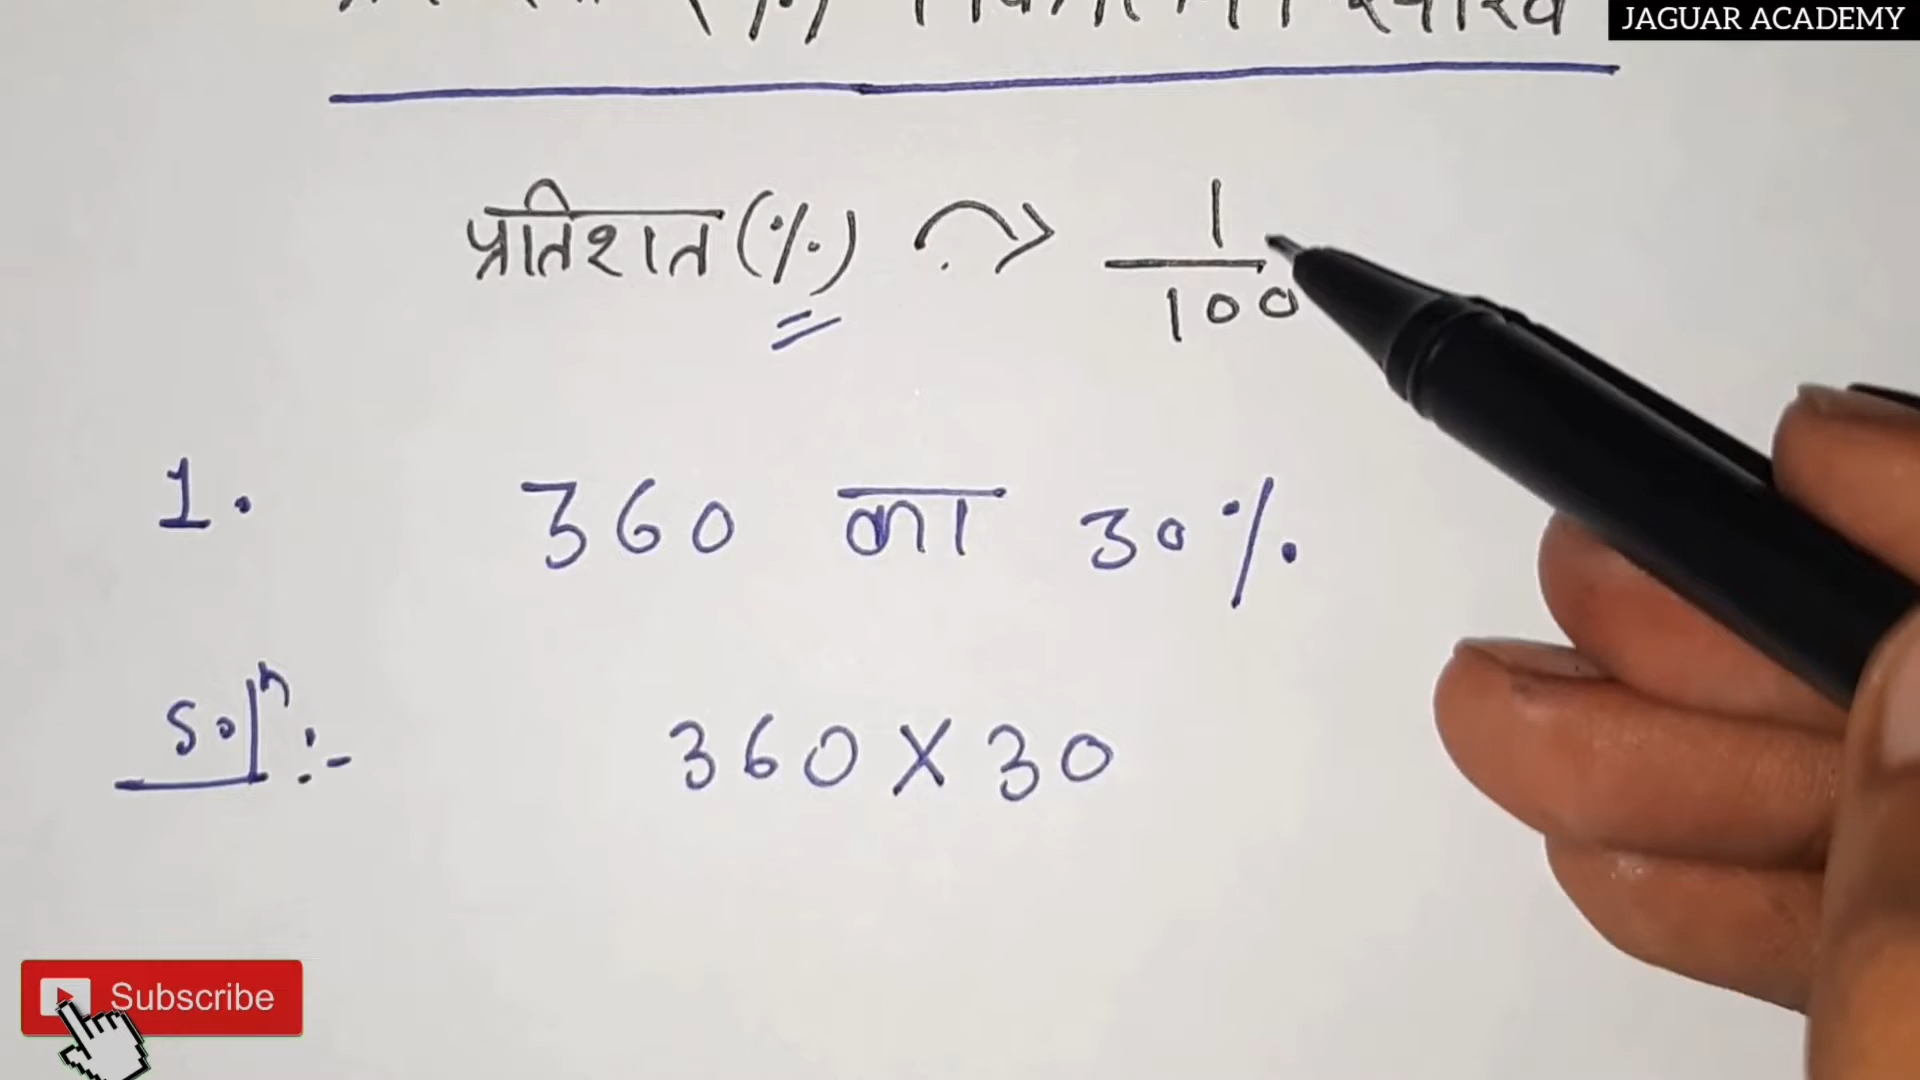 (%)
JAGUAR ACADEMY
प्रतिशत (%) → 1/100
1. 360 का 30%
Solⁿ :- 360 X 30
Subscribe